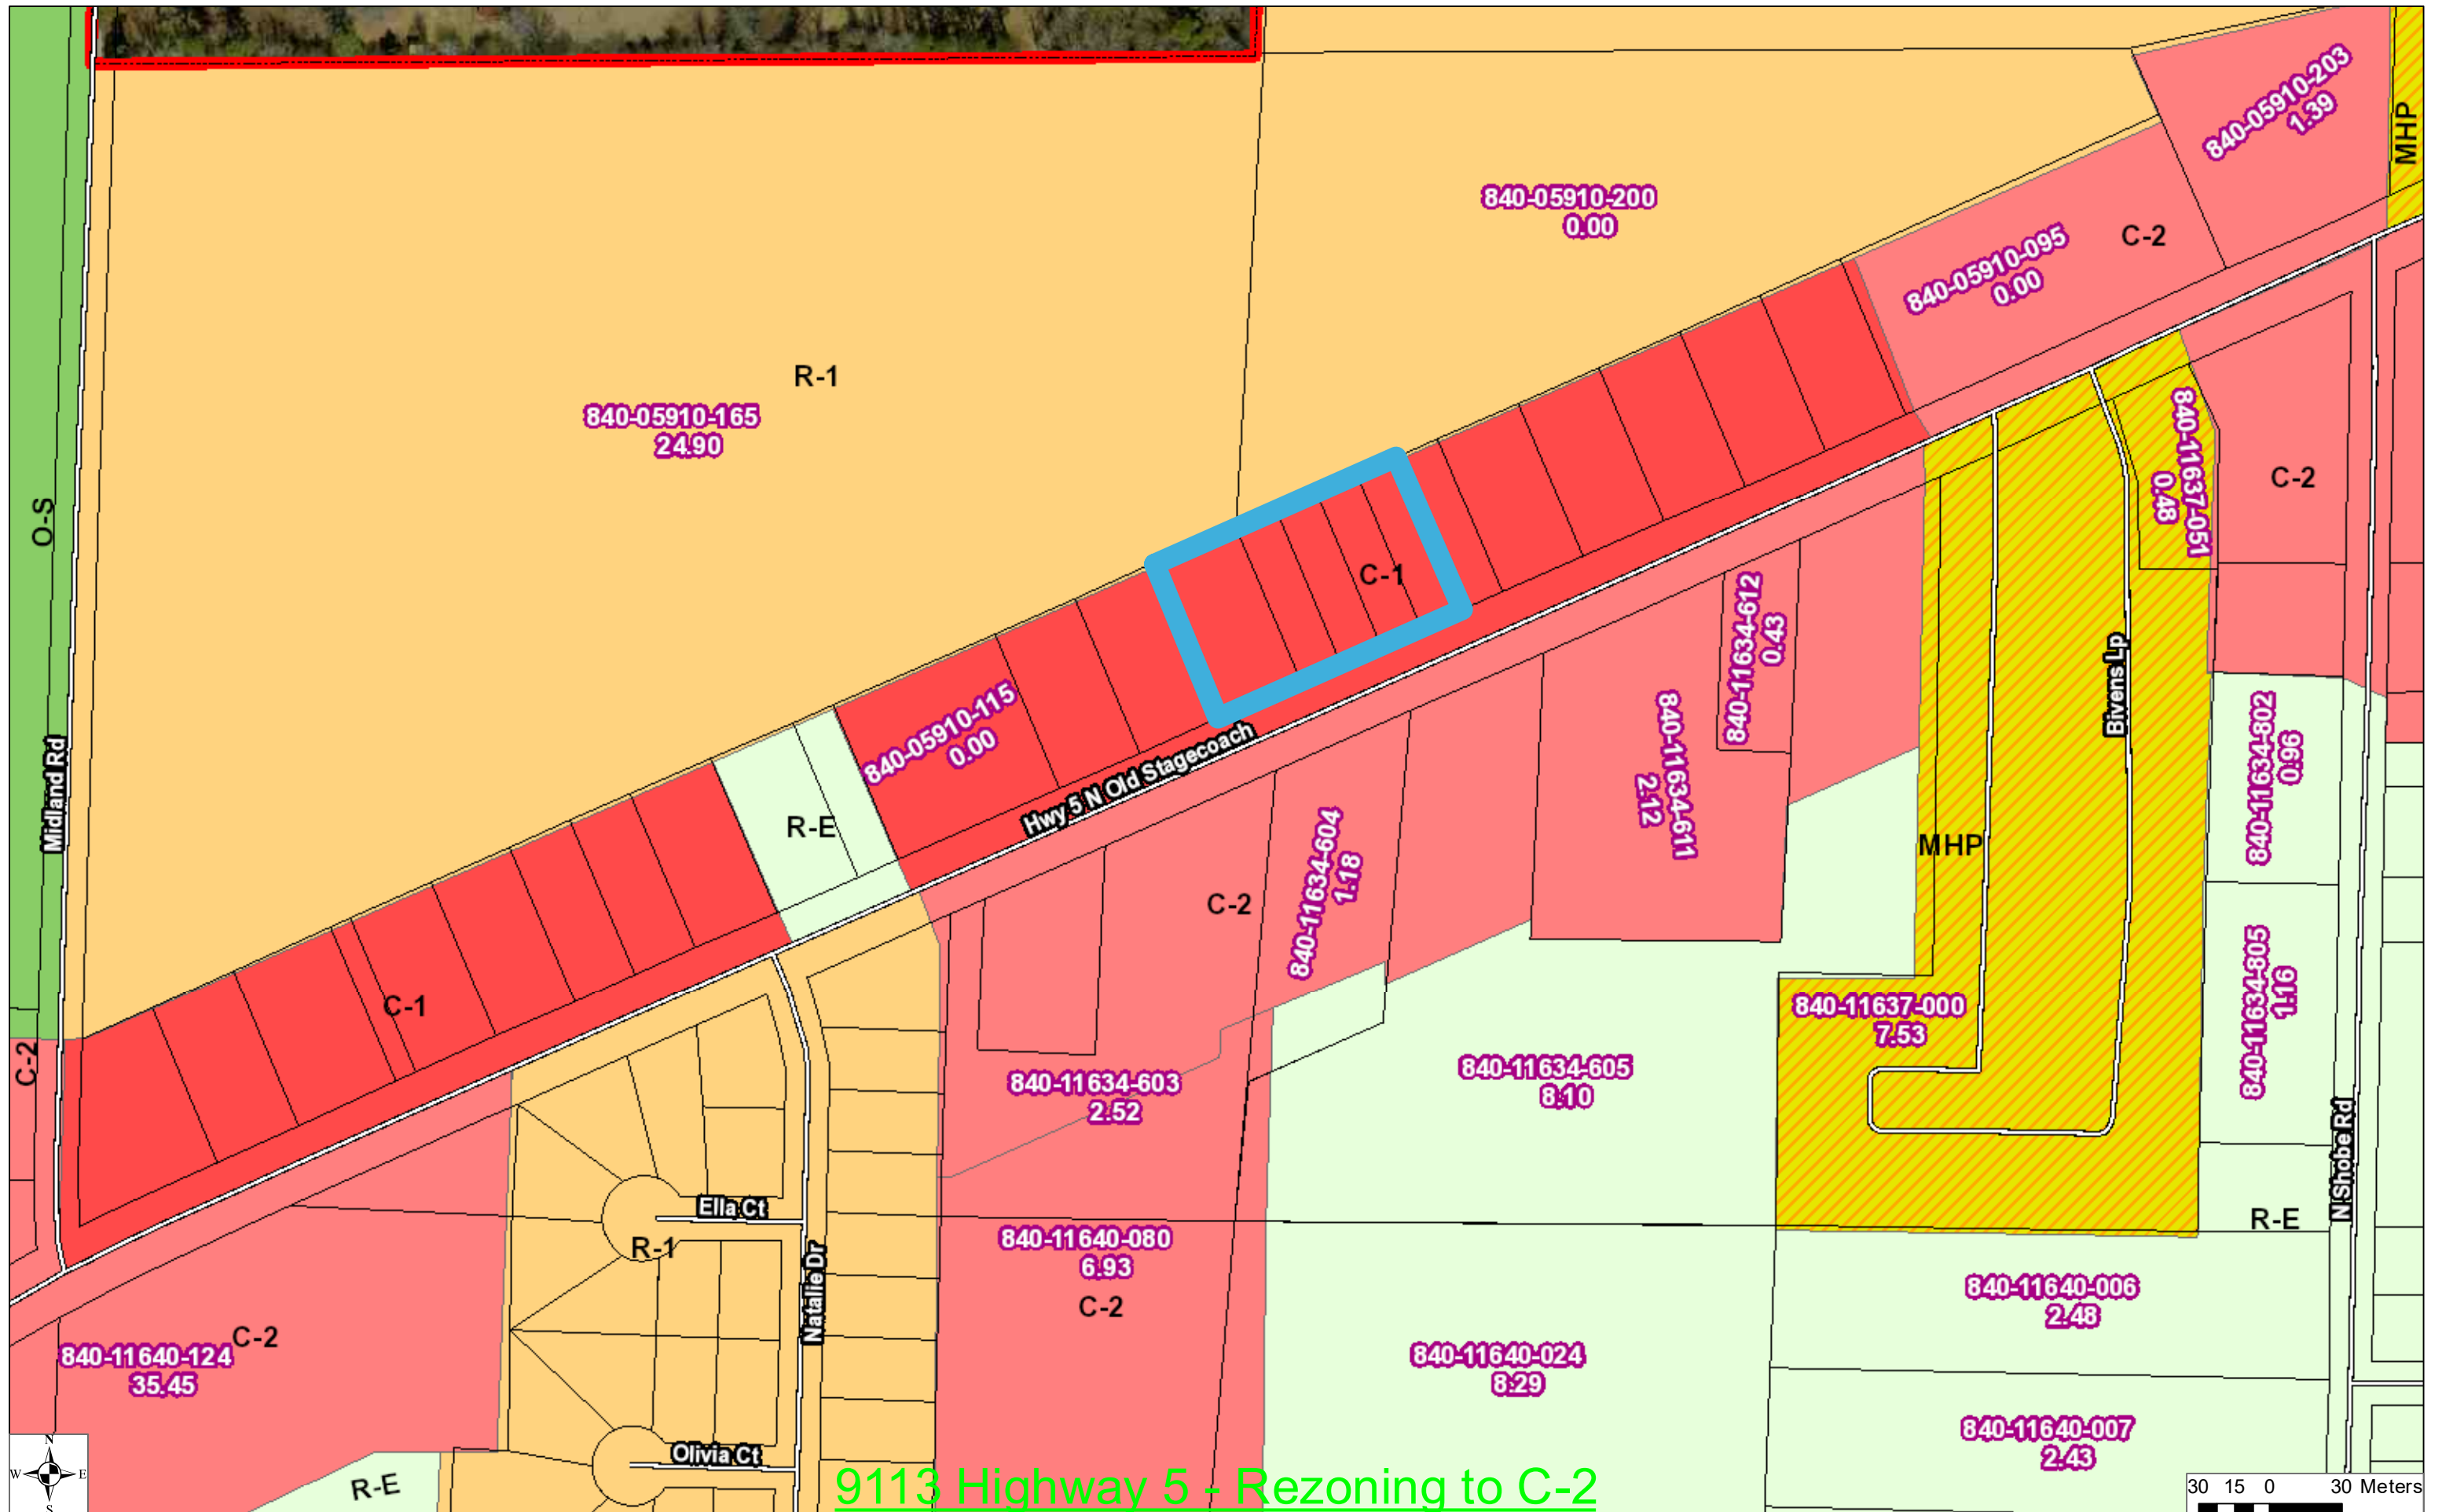 840-05910-203
1.39
MHP
840-05910-200
0.00
C-2
840-05910-095
0.00
R-1
840-05910-165
24.90
O-S
C-2
840-11637-051
0.48
C-1
840-11634-612
0.43
Bivens Lp
840-11634-611
2.12
840-11634-802
0.96
840-05910-115
0.00
Hwy 5 N Old Stagecoach
Midland Rd
R-E
MHP
840-11634-604
1.18
C-2
C-1
840-11634-805
1.16
840-11637-000
7.53
C-2
840-11634-603
2.52
840-11634-605
8.10
N Shobe Rd
Ella Ct
R-1
Natalie Dr
840-11640-080
6.93
C-2
R-E
840-11640-006
2.48
C-2
840-11640-124
35.45
840-11640-024
8.29
840-11640-007
2.43
Olivia Ct
R-E
N
W E
S
9113 Highway 5 - Rezoning to C-2
30 15 0 30 Meters